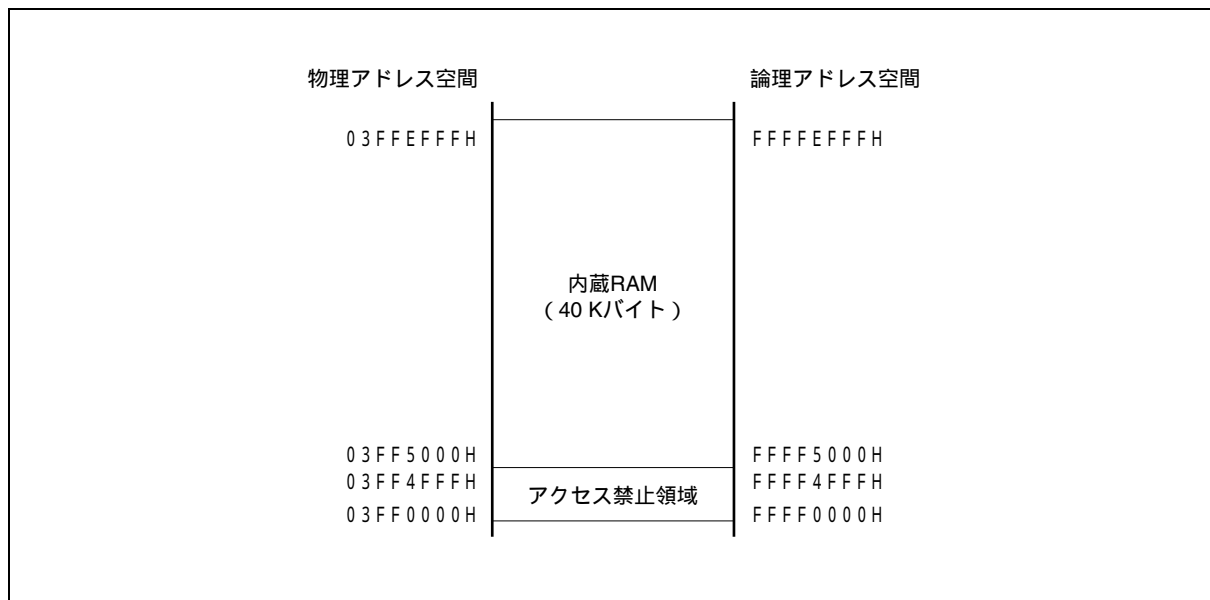 物理アドレス空間 論理アドレス空間
03FFEFFFH FFFFEFFFH
内蔵RAM
（40 Kバイト）
03FF5000H FFFF5000H
03FF4FFFH FFFF4FFFH
アクセス禁止領域
03FF0000H FFFF0000H